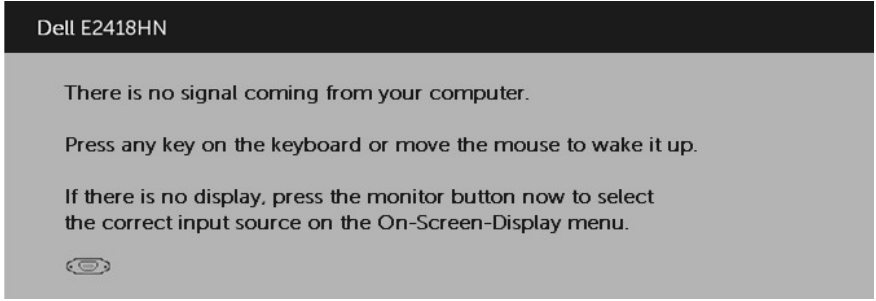 Dell E2418HN
There is no signal coming from your computer.
Press any key on the keyboard or move the mouse to wake it up.
If there is no display, press the monitor button now to select
the correct input source on the On-Screen-Display menu.